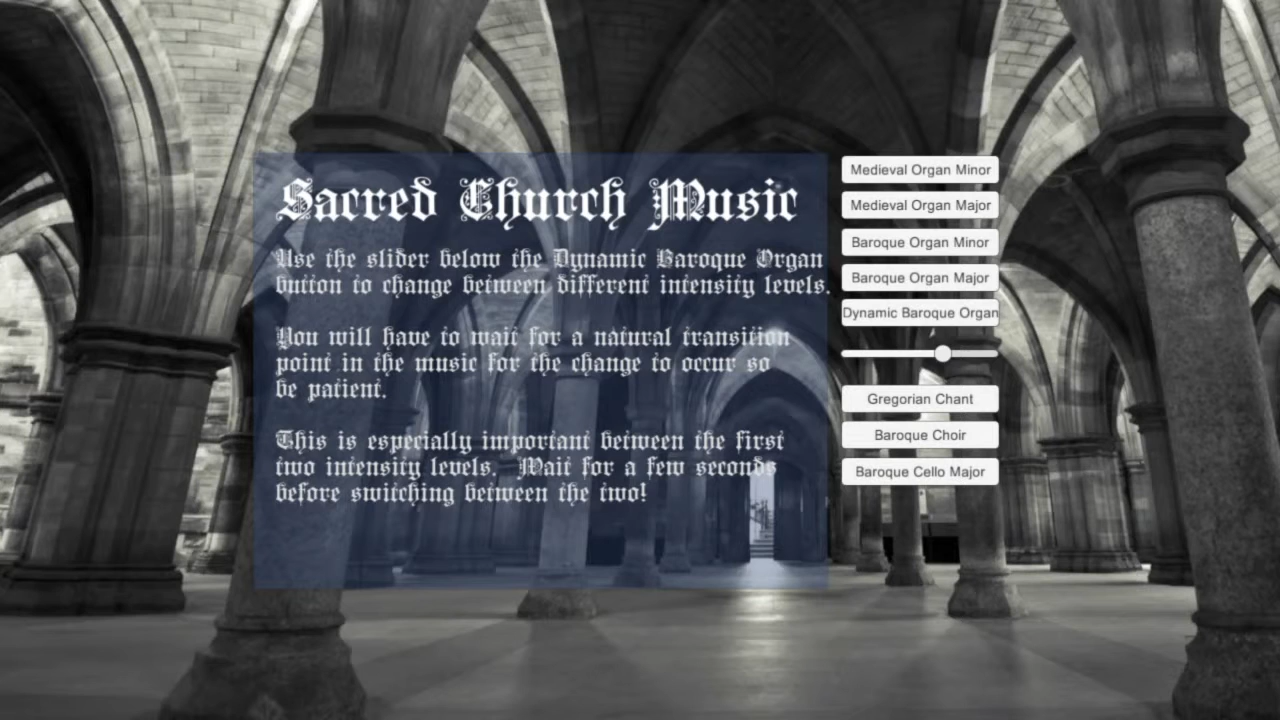 Sacred Church Music
Use the slider below the Dynamic Baroque Organ
button to change between different intensity levels.
You will have to wait for a natural transition
point in the music for the change to occur so
be patient.
This is especially important between the first
two intensity levels.  Wait for a few seconds
before switching between the two!
Medieval Organ Minor
Medieval Organ Major
Baroque Organ Minor
Baroque Organ Major
Dynamic Baroque Organ
Gregorian Chant
Baroque Choir
Baroque Cello Major